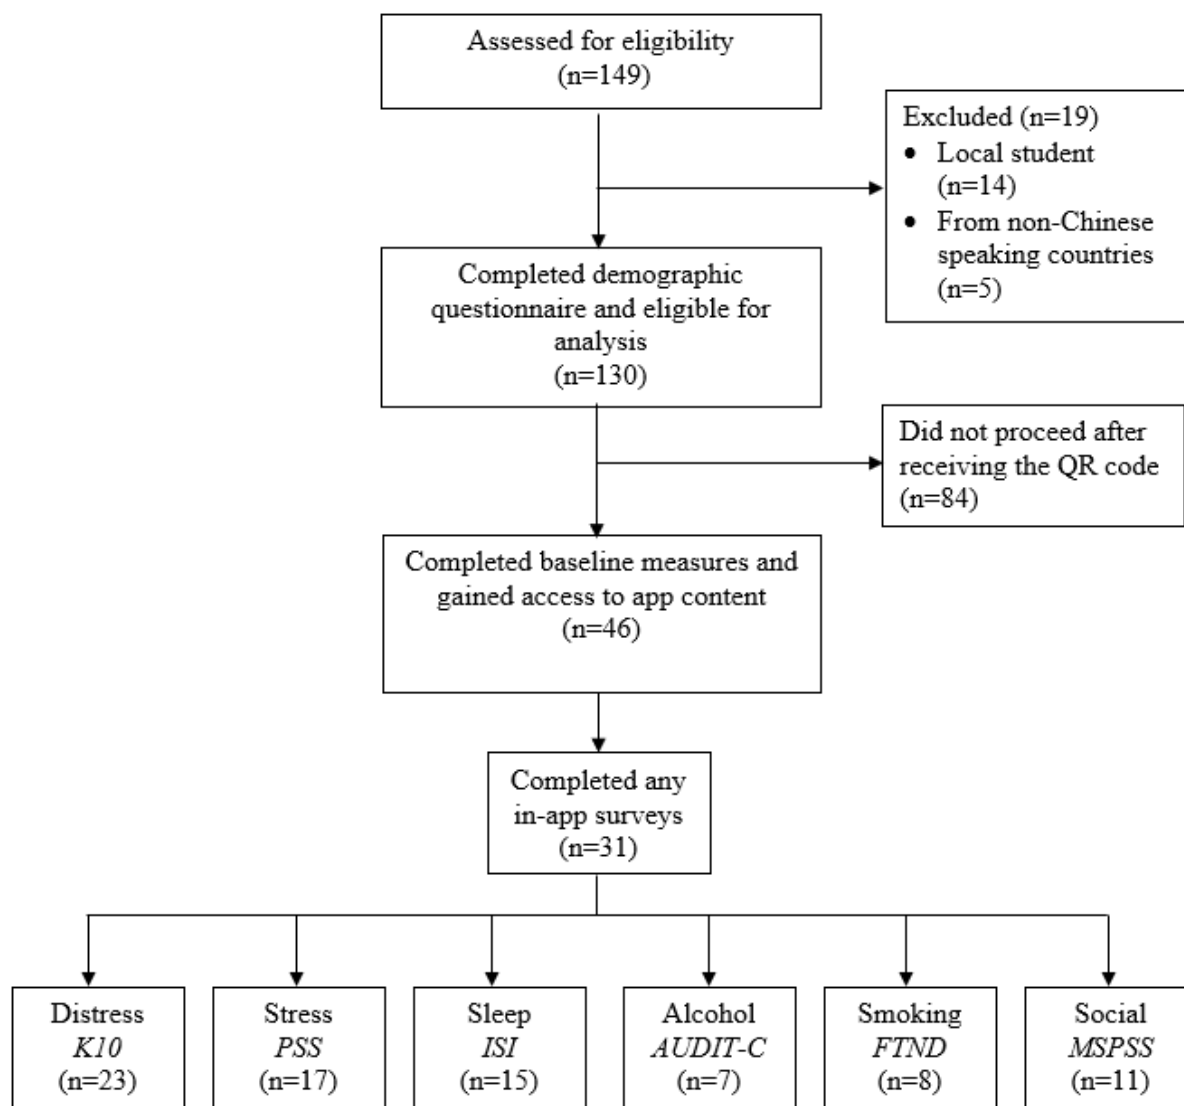 Assessed for eligibility
(n=149)
Excluded (n=19)
• Local student
(n=14)
• From non-Chinese
speaking countries
(n=5)
Completed demographic
questionnaire and eligible for
analysis
(n=130)
Did not proceed after
receiving the QR code
(n=84)
Completed baseline measures and
gained access to app content
(n=46)
Completed any
in-app surveys
(n=31)
Distress
K10
(n=23)
Stress
PSS
(n=17)
Sleep
ISI
(n=15)
Alcohol
AUDIT-C
(n=7)
Smoking
FTND
(n=8)
Social
MSPSS
(n=11)